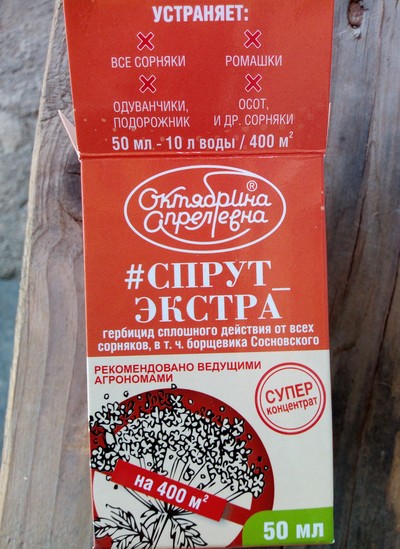 УСТРАНЯЕТ:
ВСЕ СОРНЯКИ
РОМАШКИ
ОДУВАНЧИКИ,
ПОДОРОЖНИК
ОСОТ,
И ДР. СОРНЯКИ
50 МЛ - 10 Л ВОДЫ / 400 М²
Октябрина ®
Апрелевна
#СПРУТ_
ЭКСТРА
гербицид сплошного действия от всех
сорняков, в т. ч. борщевика Сосновского
РЕКОМЕНДОВАНО ВЕДУЩИМИ
АГРОНОМАМИ
СУПЕР
концентрат
на 400 м²
50 мл